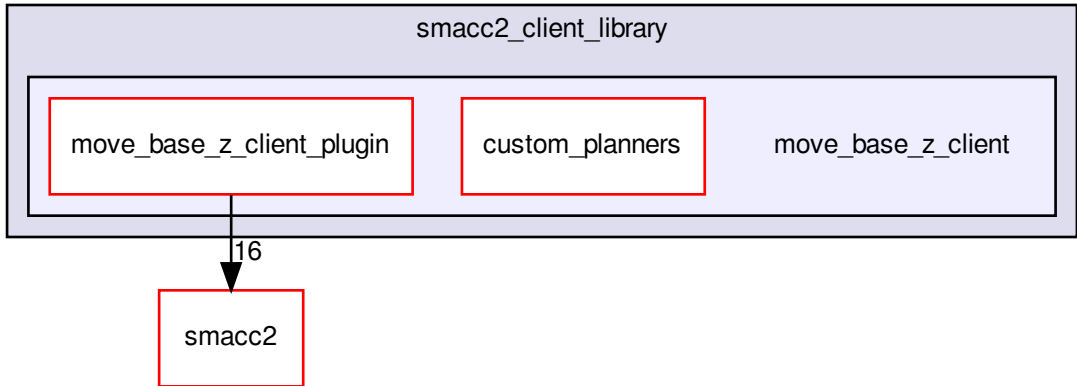 smacc2_client_library
move_base_z_client_plugin
custom_planners
move_base_z_client
16
smacc2